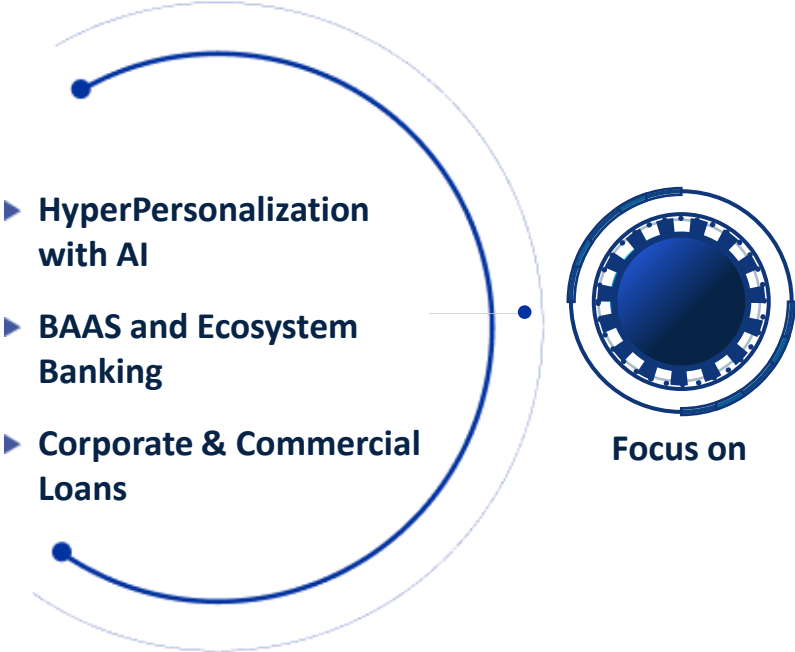 HyperPersonalization
with AI
BAAS and Ecosystem
Banking
Corporate & Commercial
Loans
Focus on